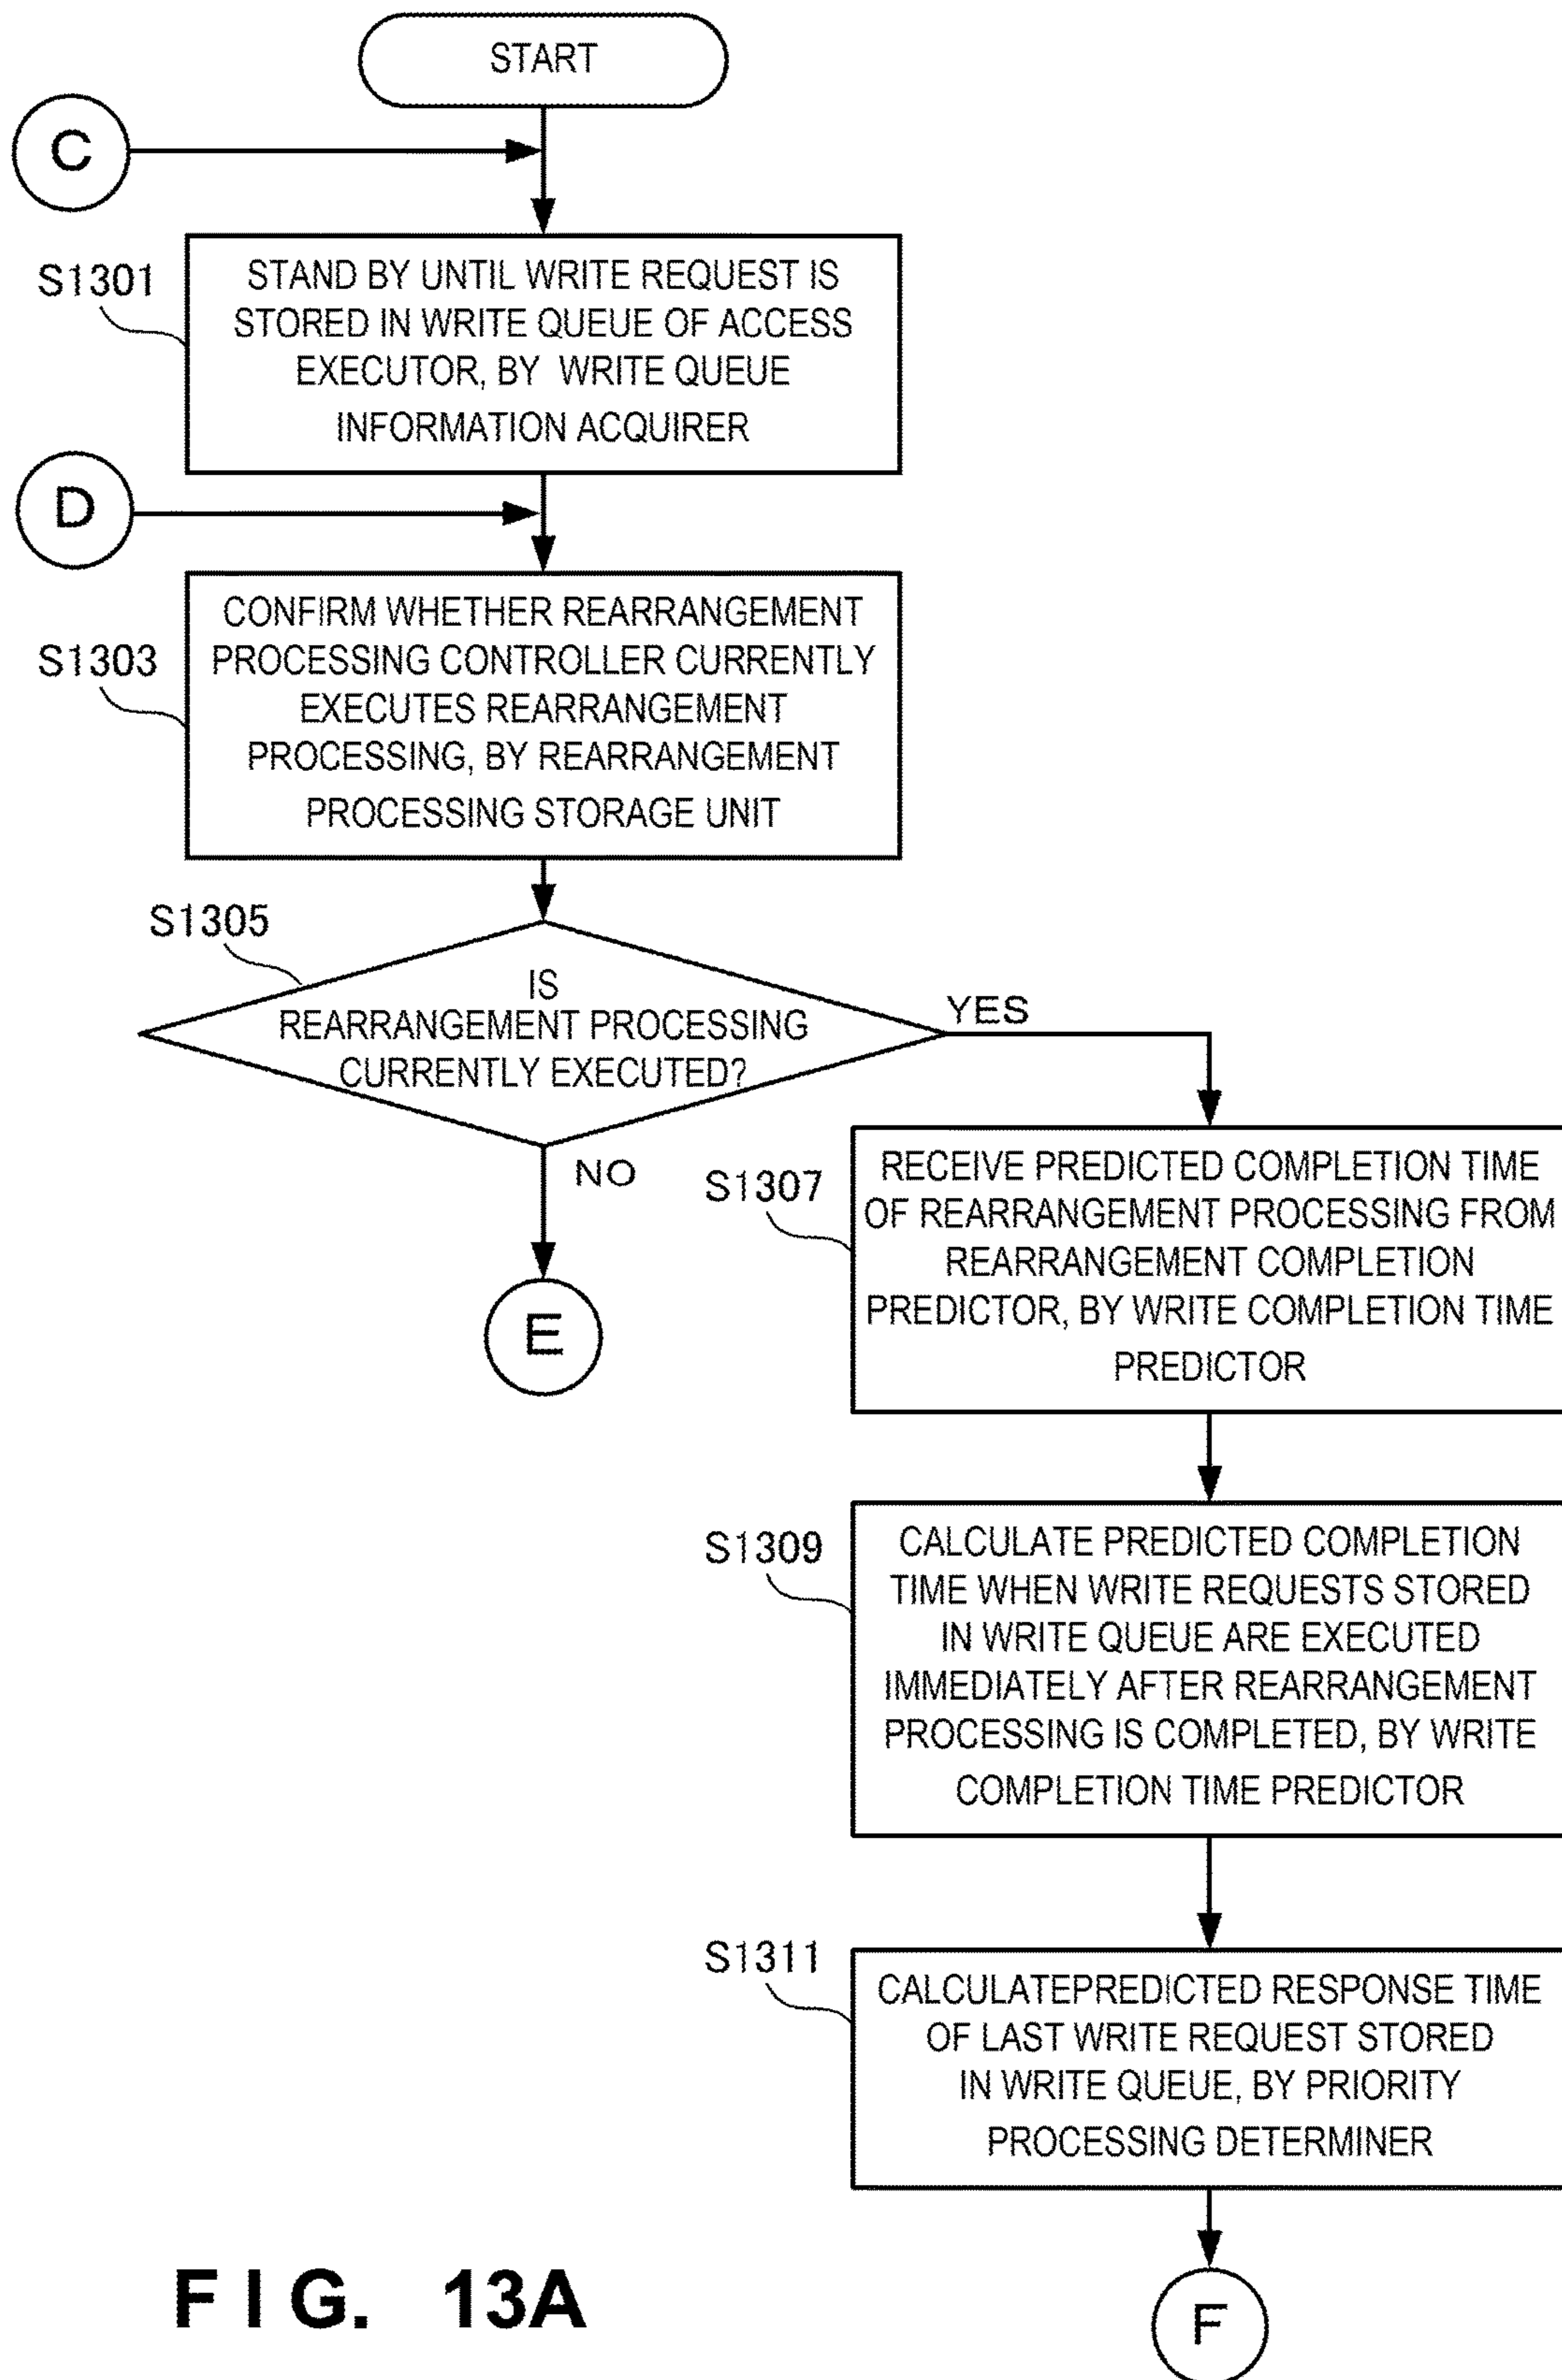 START
C
S1301
STAND BY UNTIL WRITE REQUEST IS
STORED IN WRITE QUEUE OF ACCESS
EXECUTOR, BY WRITE QUEUE
INFORMATION ACQUIRER
D
S1303
CONFIRM WHETHER REARRANGEMENT
PROCESSING CONTROLLER CURRENTLY
EXECUTES REARRANGEMENT
PROCESSING, BY REARRANGEMENT
PROCESSING STORAGE UNIT
S1305
IS
REARRANGEMENT PROCESSING
CURRENTLY EXECUTED?
YES
NO
E
S1307
RECEIVE PREDICTED COMPLETION TIME
OF REARRANGEMENT PROCESSING FROM
REARRANGEMENT COMPLETION
PREDICTOR, BY WRITE COMPLETION TIME
PREDICTOR
S1309
CALCULATE PREDICTED COMPLETION
TIME WHEN WRITE REQUESTS STORED
IN WRITE QUEUE ARE EXECUTED
IMMEDIATELY AFTER REARRANGEMENT
PROCESSING IS COMPLETED, BY WRITE
COMPLETION TIME PREDICTOR
S1311
CALCULATEPREDICTED RESPONSE TIME
OF LAST WRITE REQUEST STORED
IN WRITE QUEUE, BY PRIORITY
PROCESSING DETERMINER
F
FIG. 13A